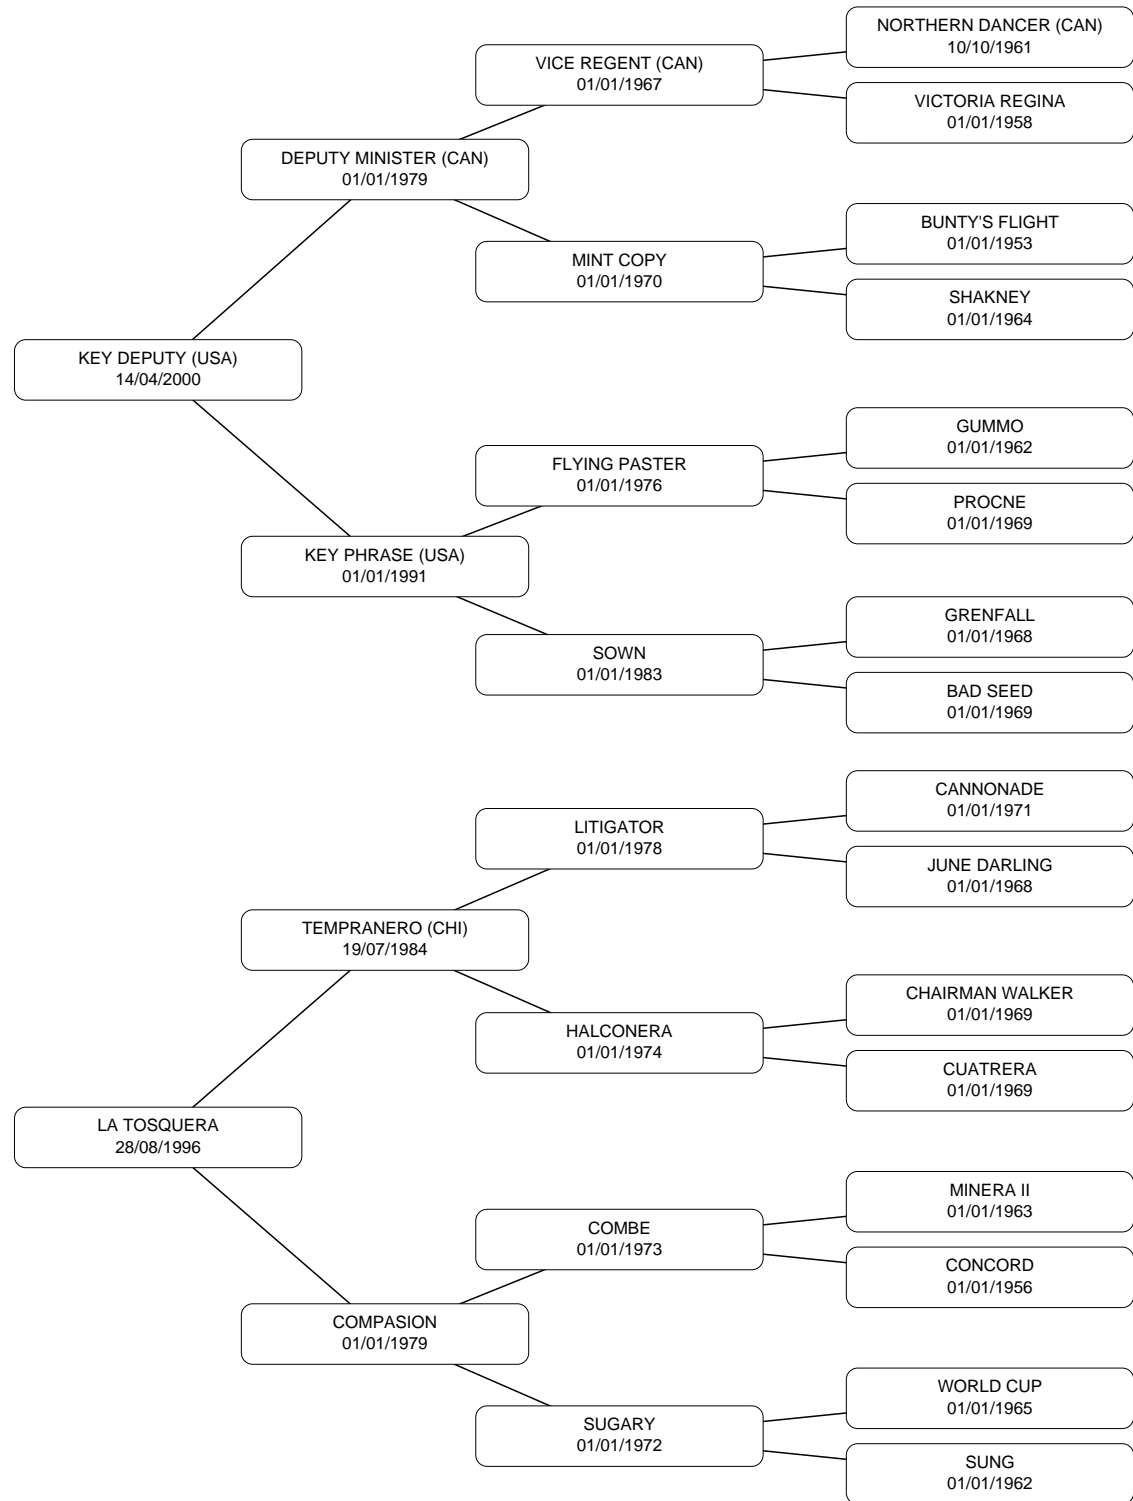 NORTHERN DANCER (CAN)
10/10/1961
VICE REGENT (CAN)
01/01/1967
VICTORIA REGINA
01/01/1958
DEPUTY MINISTER (CAN)
01/01/1979
BUNTY'S FLIGHT
01/01/1953
MINT COPY
01/01/1970
SHAKNEY
01/01/1964
KEY DEPUTY (USA)
14/04/2000
GUMMO
01/01/1962
FLYING PASTER
01/01/1976
PROCNE
01/01/1969
KEY PHRASE (USA)
01/01/1991
GRENFALL
01/01/1968
SOWN
01/01/1983
BAD SEED
01/01/1969
CANNONADE
01/01/1971
LITIGATOR
01/01/1978
JUNE DARLING
01/01/1968
TEMPRANERO (CHI)
19/07/1984
CHAIRMAN WALKER
01/01/1969
HALCONERA
01/01/1974
CUATRERA
01/01/1969
LA TOSQUERA
28/08/1996
MINERA II
01/01/1963
COMBE
01/01/1973
CONCORD
01/01/1956
COMPASION
01/01/1979
WORLD CUP
01/01/1965
SUGARY
01/01/1972
SUNG
01/01/1962